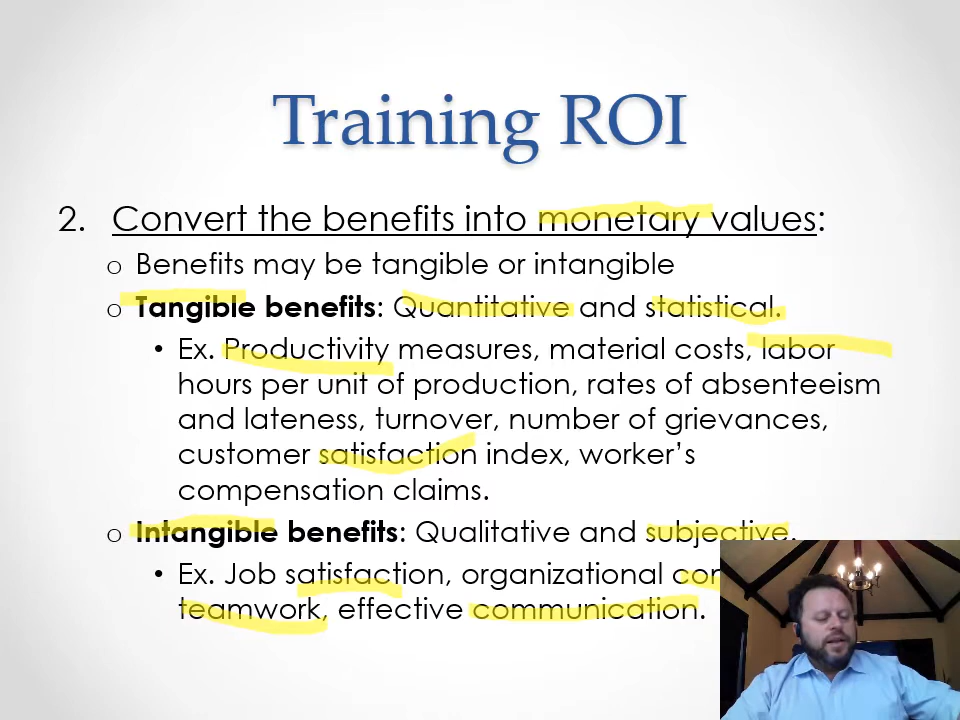 Training ROI
2. Convert the benefits into monetary values:
o Benefits may be tangible or intangible
o Tangible benefits: Quantitative and statistical.
• Ex. Productivity measures, material costs, labor
hours per unit of production, rates of absenteeism
and lateness, turnover, number of grievances,
customer satisfaction index, worker’s
compensation claims.
o Intangible benefits: Qualitative and subjective.
• Ex. Job satisfaction, organizational
teamwork, effective communication.